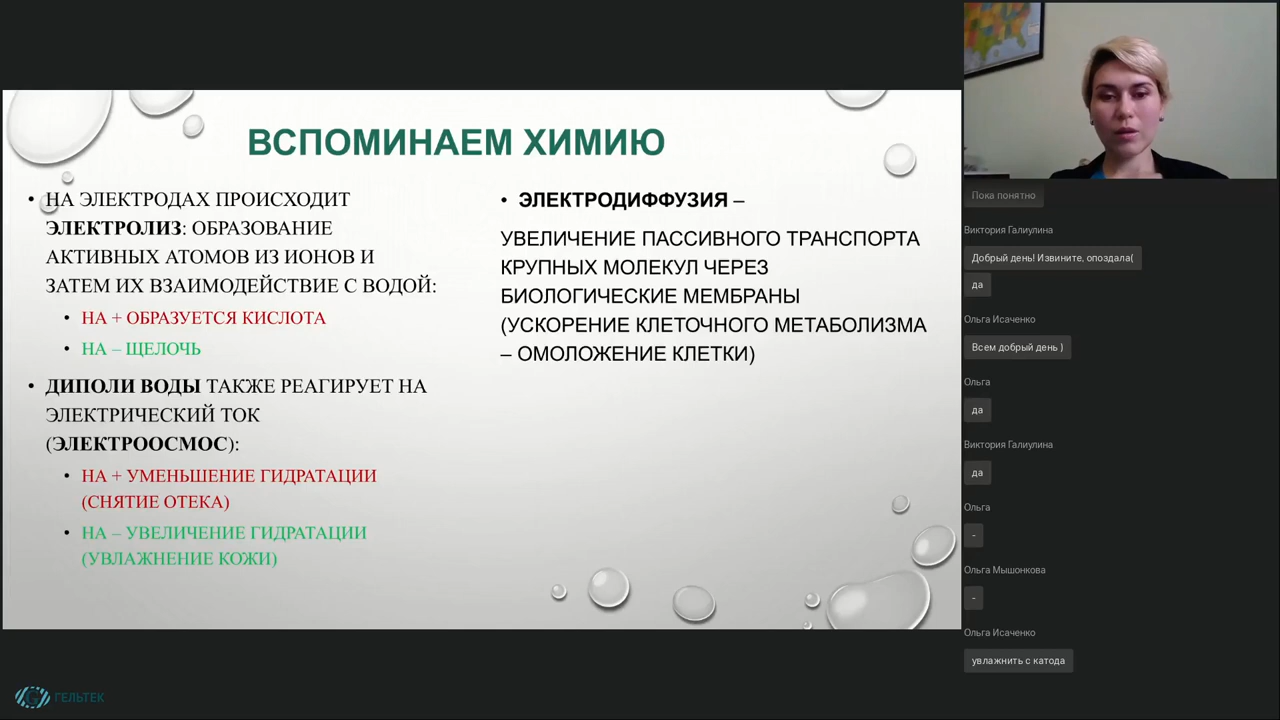 ВСПОМИНАЕМ ХИМИЮ
• НА ЭЛЕКТРОДАХ ПРОИСХОДИТ
ЭЛЕКТРОЛИЗ: ОБРАЗОВАНИЕ
АКТИВНЫХ АТОМОВ ИЗ ИОНОВ И
ЗАТЕМ ИХ ВЗАИМОДЕЙСТВИЕ С ВОДОЙ:
• НА + ОБРАЗУЕТСЯ КИСЛОТА
• НА – ЩЕЛОЧЬ
• ДИПОЛИ ВОДЫ ТАКЖЕ РЕАГИРУЕТ НА
ЭЛЕКТРИЧЕСКИЙ ТОК
(ЭЛЕКТРООСМОС):
• НА + УМЕНЬШЕНИЕ ГИДРАТАЦИИ
(СНЯТИЕ ОТЕКА)
• НА – УВЕЛИЧЕНИЕ ГИДРАТАЦИИ
(УВЛАЖНЕНИЕ КОЖИ)
• ЭЛЕКТРОДИФФУЗИЯ –
УВЕЛИЧЕНИЕ ПАССИВНОГО ТРАНСПОРТА
КРУПНЫХ МОЛЕКУЛ ЧЕРЕЗ
БИОЛОГИЧЕСКИЕ МЕМБРАНЫ
(УСКОРЕНИЕ КЛЕТОЧНОГО МЕТАБОЛИЗМА
– ОМОЛОЖЕНИЕ КЛЕТКИ)
Пока понятно
Виктория Галиулина
Добрый день! Извините, опоздала(
да
Ольга Исаченко
Всем добрый день )
Ольга
да
Виктория Галиулина
да
Ольга
-
Ольга Мышонкова
-
Ольга Исаченко
увлажнить с катода
ГЕЛЬТЕК